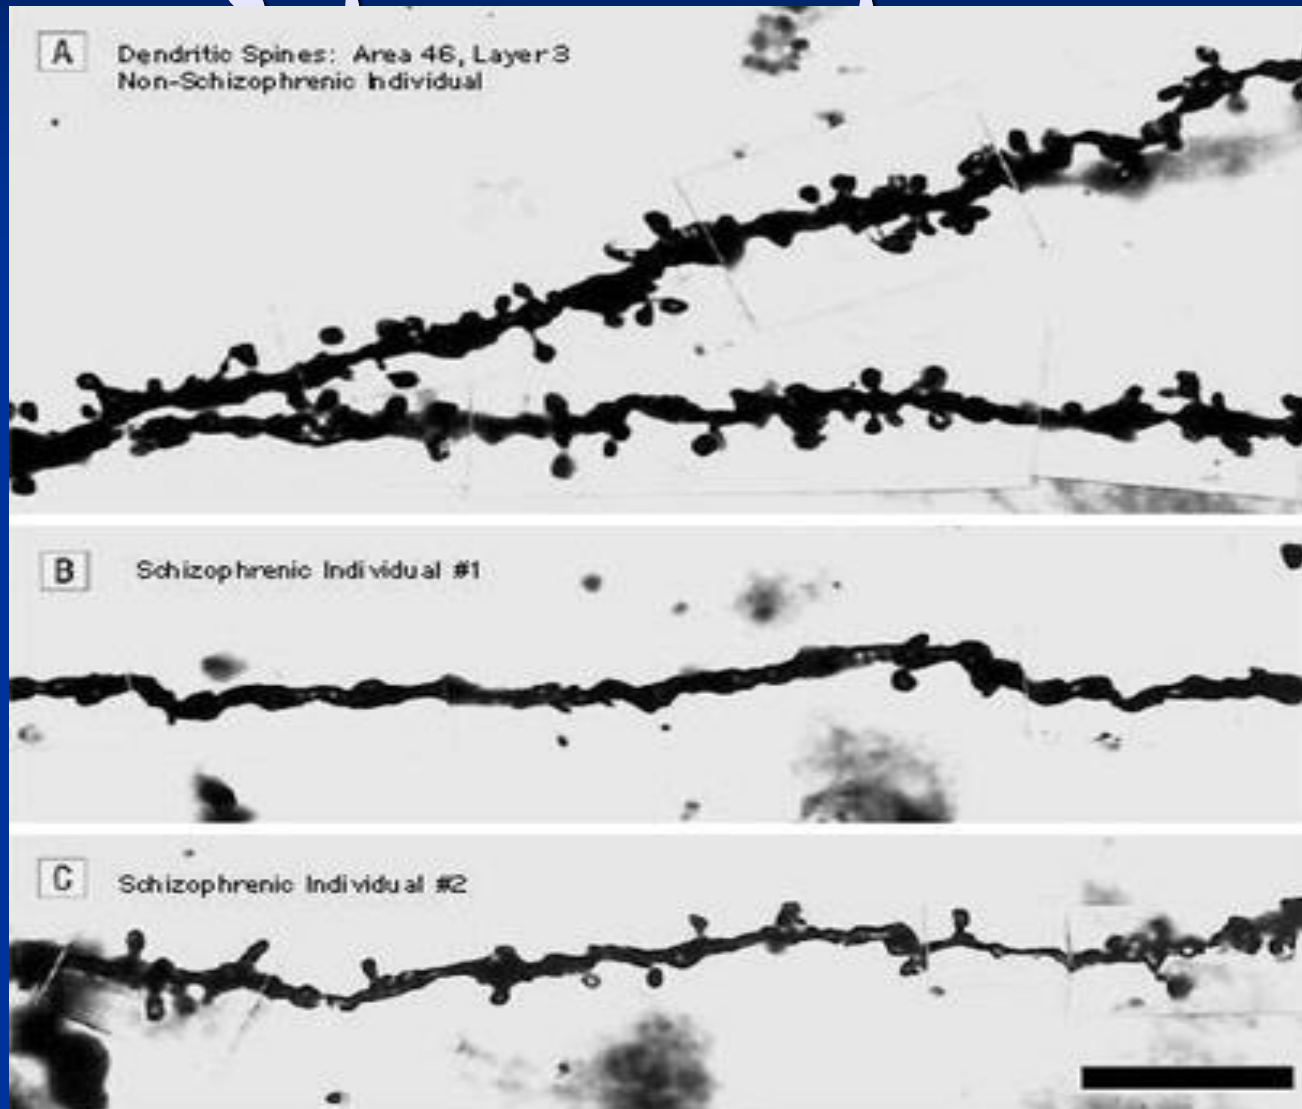 A
Dendritic Spines: Area 46, Layer 3
Non-Schizophrenic Individual
B
Schizophrenic Individual #1
C
Schizophrenic Individual #2